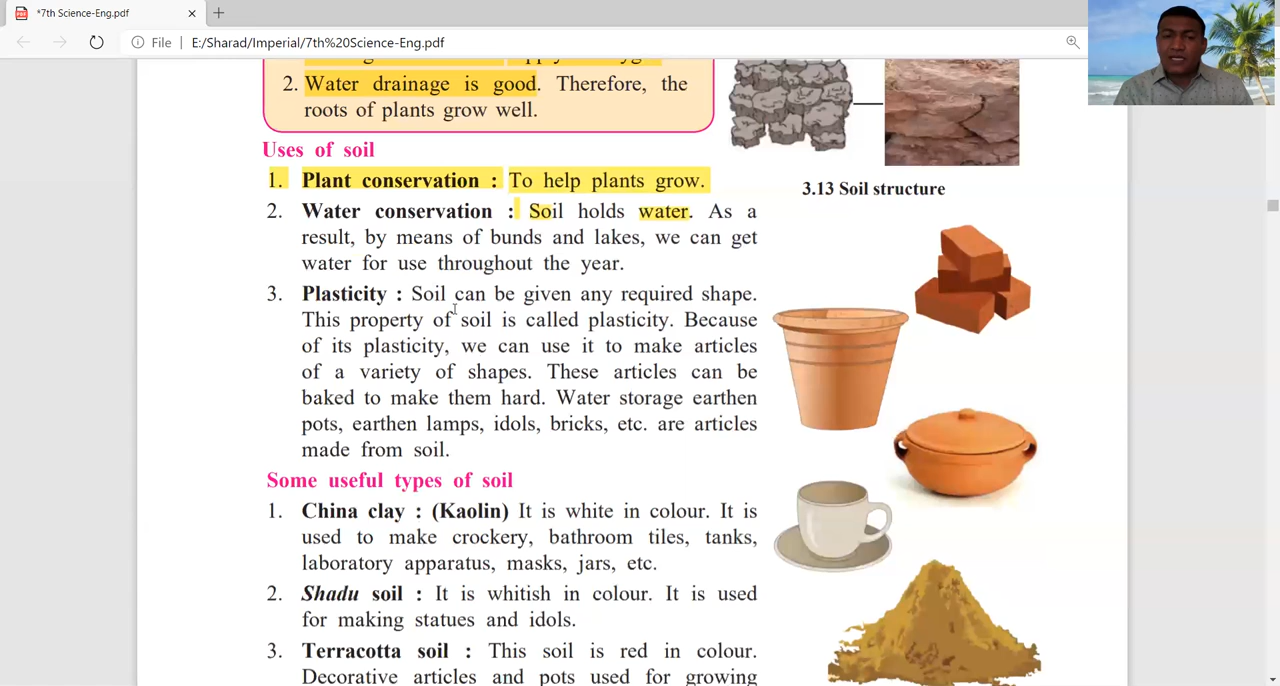 *7th Science-Eng.pdf
File
E:/Sharad/Imperial/7th%20Science-Eng.pdf
2. Water drainage is good. Therefore, the
roots of plants grow well.
Uses of soil
1. Plant conservation : To help plants grow.
2. Water conservation : Soil holds water. As a
result, by means of bunds and lakes, we can get
water for use throughout the year.
3. Plasticity : Soil can be given any required shape.
This property of soil is called plasticity. Because
of its plasticity, we can use it to make articles
of a variety of shapes. These articles can be
baked to make them hard. Water storage earthen
pots, earthen lamps, idols, bricks, etc. are articles
made from soil.
Some useful types of soil
1. China clay : (Kaolin) It is white in colour. It is
used to make crockery, bathroom tiles, tanks,
laboratory apparatus, masks, jars, etc.
2. Shadu soil : It is whitish in colour. It is used
for making statues and idols.
3. Terracotta soil : This soil is red in colour.
Decorative articles and pots used for growing
3.13 Soil structure